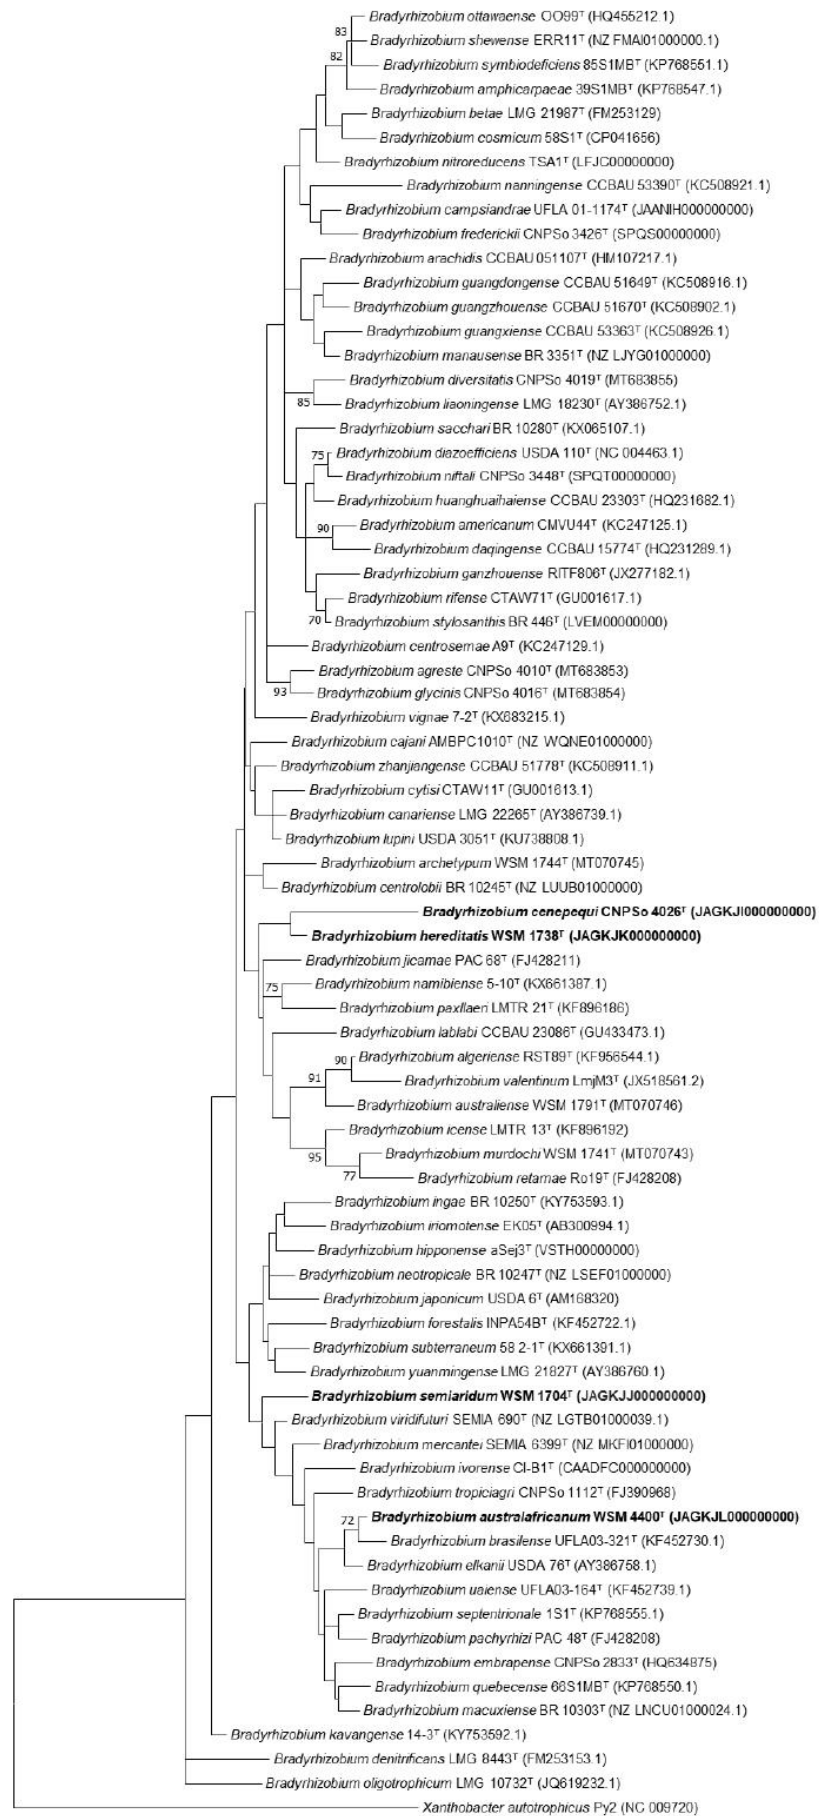 Bradyrhizobium ottawaense OO99ᵀ (HQ455212.1)
83
Bradyrhizobium shewense ERR11ᵀ (NZ FMAI01000000.1)
82
Bradyrhizobium symbiodeficiens 85S1MBᵀ (KP768551.1)
Bradyrhizobium amphicarpaeae 39S1MBᵀ (KP768547.1)
Bradyrhizobium betae LMG 21987ᵀ (FM253129)
Bradyrhizobium cosmicum 58S1ᵀ (CP041656)
Bradyrhizobium nitroreducens TSA1ᵀ (LFJC00000000)
Bradyrhizobium nanningense CCBAU 53390ᵀ (KC508921.1)
Bradyrhizobium campsiandrae UFLA 01-1174ᵀ (JAANIH000000000)
Bradyrhizobium frederickii CNPSo 3426ᵀ (SPQS00000000)
Bradyrhizobium arachidis CCBAU 051107ᵀ (HM107217.1)
Bradyrhizobium guangdongense CCBAU 51649ᵀ (KC508916.1)
Bradyrhizobium guangzhouense CCBAU 51670ᵀ (KC508902.1)
Bradyrhizobium guangxiense CCBAU 53363ᵀ (KC508926.1)
Bradyrhizobium manausense BR 3351ᵀ (NZ LJYG01000000)
Bradyrhizobium diversitatis CNPSo 4019ᵀ (MT683855)
85
Bradyrhizobium liaoningense LMG 18230ᵀ (AY386752.1)
Bradyrhizobium sacchari BR 10280ᵀ (KX065107.1)
75
Bradyrhizobium diazoefficiens USDA 110ᵀ (NC 004463.1)
Bradyrhizobium niftali CNPSo 3448ᵀ (SPQT00000000)
Bradyrhizobium huanghuaihaiense CCBAU 23303ᵀ (HQ231682.1)
90
Bradyrhizobium americanum CMVU44ᵀ (KC247125.1)
Bradyrhizobium daqingense CCBAU 15774ᵀ (HQ231289.1)
Bradyrhizobium ganzhouense RITF806ᵀ (JX277182.1)
Bradyrhizobium rifense CTAW71ᵀ (GU001617.1)
70
Bradyrhizobium stylosanthis BR 446ᵀ (LVEM00000000)
Bradyrhizobium centrosemae A9ᵀ (KC247129.1)
Bradyrhizobium agreste CNPSo 4010ᵀ (MT683853)
93
Bradyrhizobium glycinis CNPSo 4016ᵀ (MT683854)
Bradyrhizobium vignae 7-2ᵀ (KX683215.1)
Bradyrhizobium cajani AMBPC1010ᵀ (NZ WQNE01000000)
Bradyrhizobium zhanjiangense CCBAU 51778ᵀ (KC508911.1)
Bradyrhizobium cytisi CTAW11ᵀ (GU001613.1)
Bradyrhizobium canariense LMG 22265ᵀ (AY386739.1)
Bradyrhizobium lupini USDA 3051ᵀ (KU738808.1)
Bradyrhizobium archetypum WSM 1744ᵀ (MT070745)
Bradyrhizobium centrolobii BR 10245ᵀ (NZ LUUB01000000)
Bradyrhizobium cenepequi CNPSo 4026ᵀ (JAGKJI000000000)
Bradyrhizobium hereditatis WSM 1738ᵀ (JAGKJK000000000)
Bradyrhizobium jicamae PAC 68ᵀ (FJ428211)
75
Bradyrhizobium namibiense 5-10ᵀ (KX661387.1)
Bradyrhizobium paxllaeri LMTR 21ᵀ (KF896186)
Bradyrhizobium lablabi CCBAU 23086ᵀ (GU433473.1)
90
Bradyrhizobium algeriense RST89ᵀ (KF956544.1)
91
Bradyrhizobium valentinum LmjM3ᵀ (JX518561.2)
Bradyrhizobium australiense WSM 1791ᵀ (MT070746)
Bradyrhizobium icense LMTR 13ᵀ (KF896192)
95
Bradyrhizobium murdochi WSM 1741ᵀ (MT070743)
77
Bradyrhizobium retamae Ro19ᵀ (FJ428208)
Bradyrhizobium ingae BR 10250ᵀ (KY753593.1)
Bradyrhizobium iriomotense EK05ᵀ (AB300994.1)
Bradyrhizobium hipponense aSej3ᵀ (VSTH00000000)
Bradyrhizobium neotropicale BR 10247ᵀ (NZ LSEF01000000)
Bradyrhizobium japonicum USDA 6ᵀ (AM168320)
Bradyrhizobium forestalis INPA54Bᵀ (KF452722.1)
Bradyrhizobium subterraneum 58 2-1ᵀ (KX661391.1)
Bradyrhizobium yuanmingense LMG 21827ᵀ (AY386760.1)
Bradyrhizobium semiaridum WSM 1704ᵀ (JAGKJJ000000000)
Bradyrhizobium viridifuturi SEMIA 690ᵀ (NZ LGTB01000039.1)
Bradyrhizobium mercantei SEMIA 6399ᵀ (NZ MKFI01000000)
Bradyrhizobium ivorense CI-B1ᵀ (CAADFC000000000)
Bradyrhizobium tropiciagri CNPSo 1112ᵀ (FJ390968)
72
Bradyrhizobium australafricanum WSM 4400ᵀ (JAGKJL000000000)
Bradyrhizobium brasilense UFLA03-321ᵀ (KF452730.1)
Bradyrhizobium elkanii USDA 76ᵀ (AY386758.1)
Bradyrhizobium uaiense UFLA03-164ᵀ (KF452739.1)
Bradyrhizobium septentrionale 1S1ᵀ (KP768555.1)
Bradyrhizobium pachyrhizi PAC 48ᵀ (FJ428208)
Bradyrhizobium embrapense CNPSo 2833ᵀ (HQ634875)
Bradyrhizobium quebecense 66S1MBᵀ (KP768550.1)
Bradyrhizobium macuxiense BR 10303ᵀ (NZ LNCU01000024.1)
Bradyrhizobium kavangense 14-3ᵀ (KY753592.1)
Bradyrhizobium denitrificans LMG 8443ᵀ (FM253153.1)
Bradyrhizobium oligotrophicum LMG 10732ᵀ (JQ619232.1)
Xanthobacter autotrophicus Py2 (NC 009720)